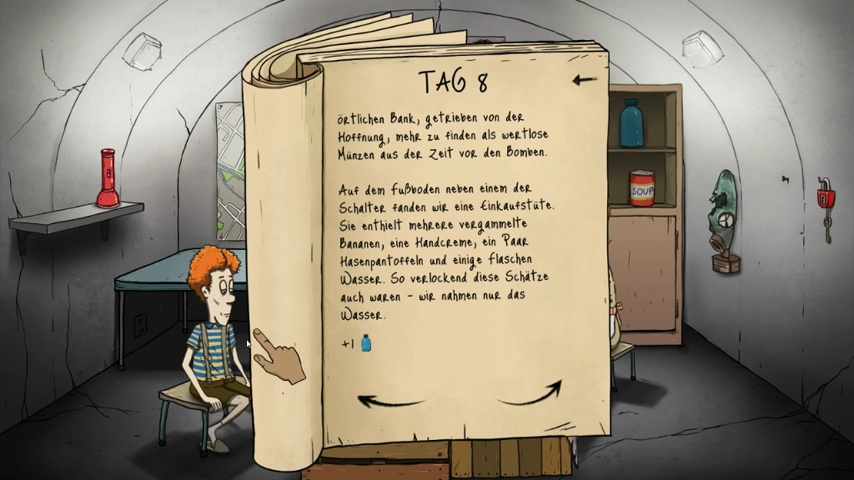 TAG 8
örtlichen Bank, getrieben von der
Hoffnung, mehr zu finden als wertlose
Münzen aus der Zeit vor den Bomben.
Auf dem Fußboden neben einem der
Schalter fanden wir eine Einkaufstüte.
Sie enthielt mehrere vergammelte
Bananen, eine Handcreme, ein Paar
Hasenpantoffeln und einige Flaschen
Wasser. So verlockend diese Schätze
auch waren - wir nahmen nur das
Wasser.
+1
SOUP